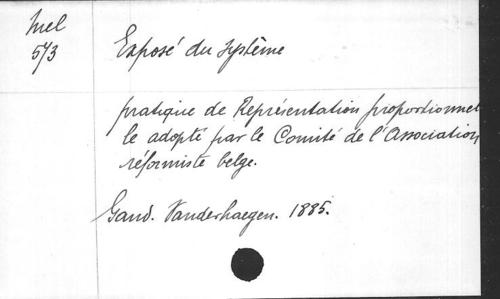 Mel
573
Exposé du système
pratique de Représentation proportionnel
le adopté par le Comité de l'Association
réformiste belge.
Gand. Vanderhaegen. 1885.